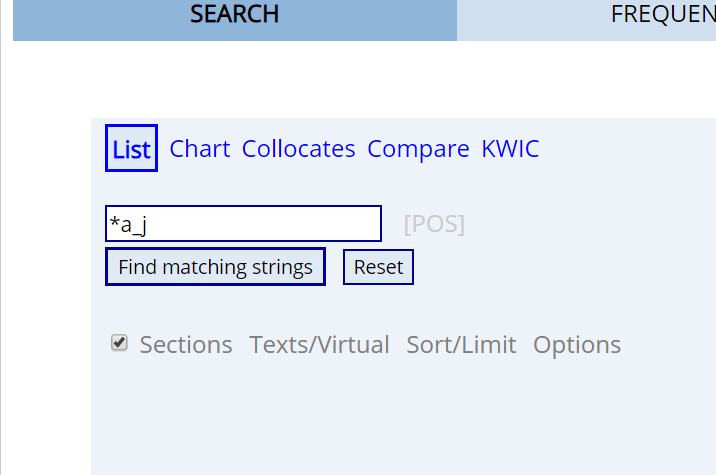 SEARCH FREQUEN
List Chart Collocates Compare KWIC
*a_j [POS]
Find matching strings Reset
Sections Texts/Virtual Sort/Limit Options